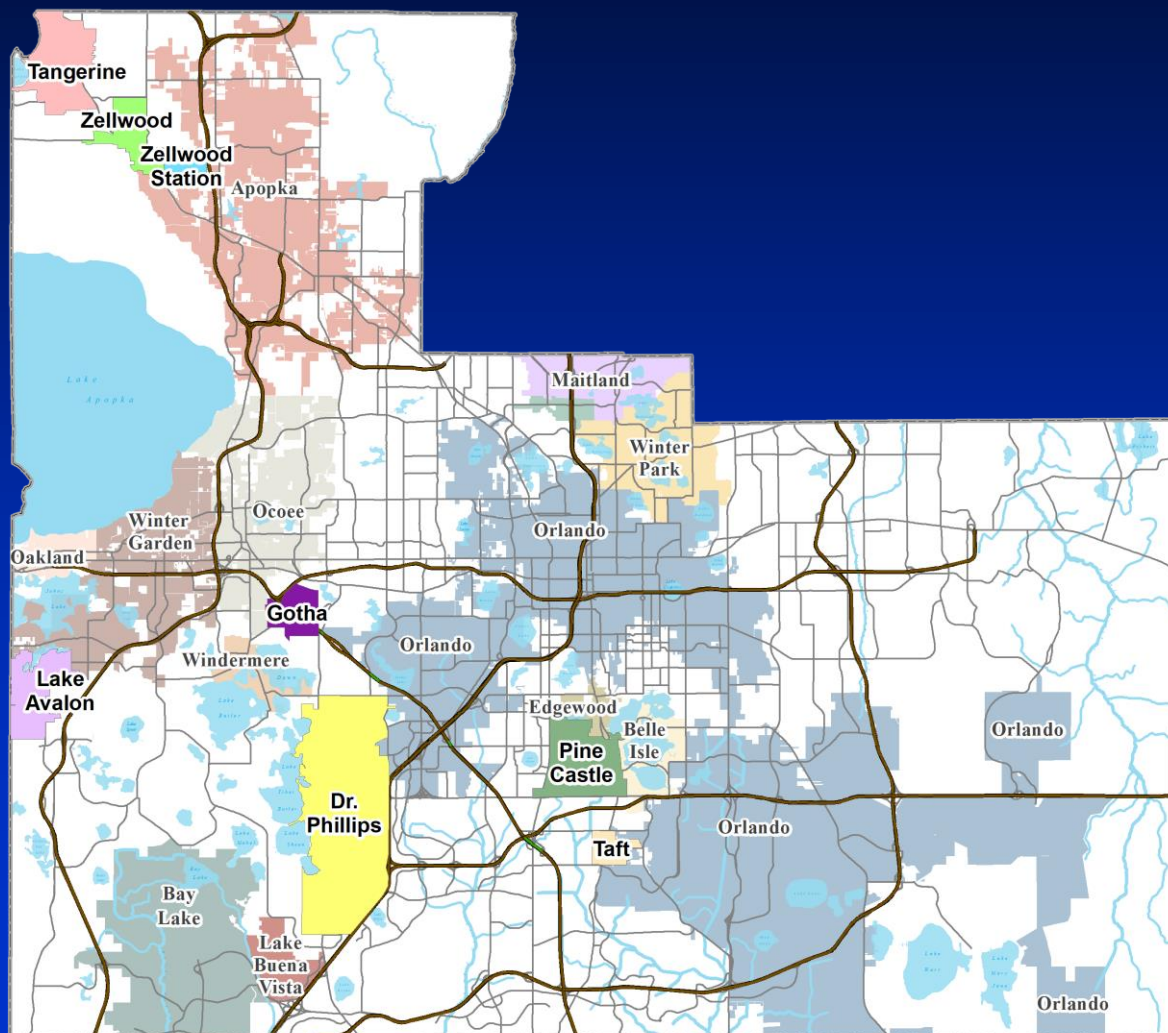 Tangerine
Zellwood
Zellwood
Station
Apopka
Lake
Apopka
Maitland
Winter
Park
Winter
Garden
Ocoee
Orlando
Oakland
Gotha
Orlando
Windermere
Lake
Avalon
Edgewood
Belle
Isle
Orlando
Pine
Castle
Dr.
Phillips
Orlando
Taft
Bay
Lake
Lake
Buena
Vista
Orlando